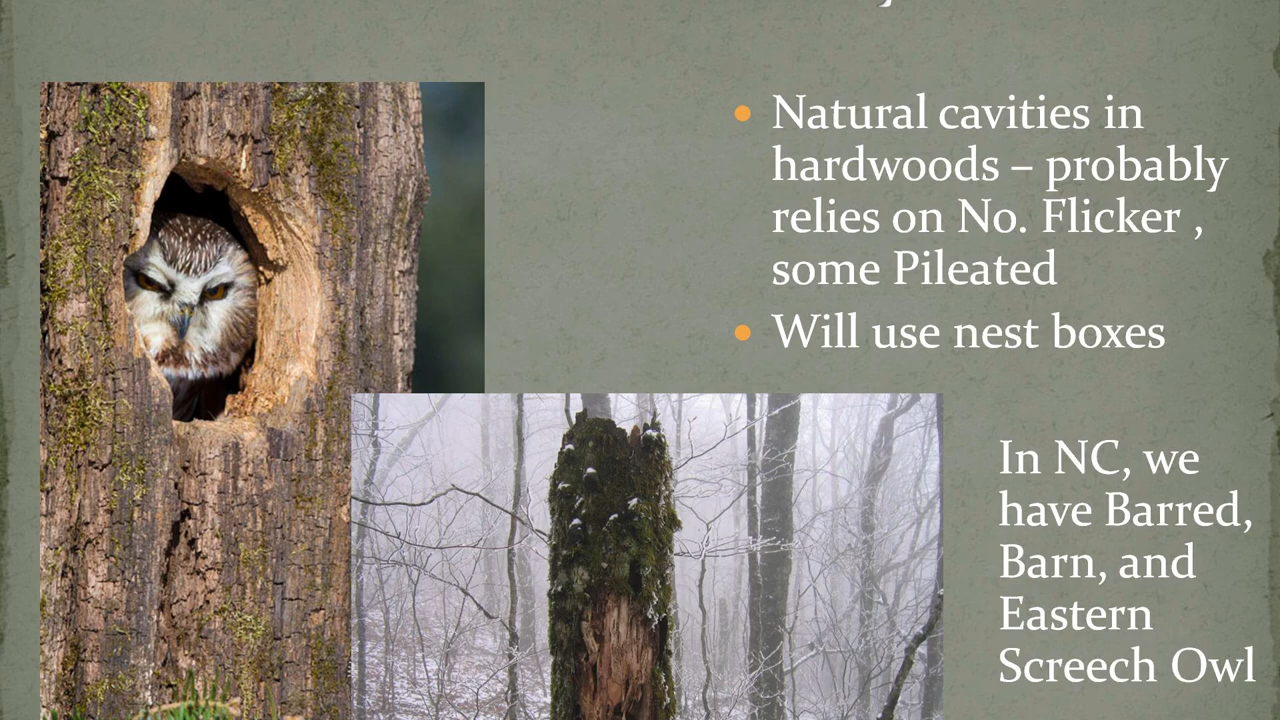 Natural cavities in
hardwoods – probably
relies on No. Flicker ,
some Pileated
Will use nest boxes
In NC, we
have Barred,
Barn, and
Eastern
Screech Owl